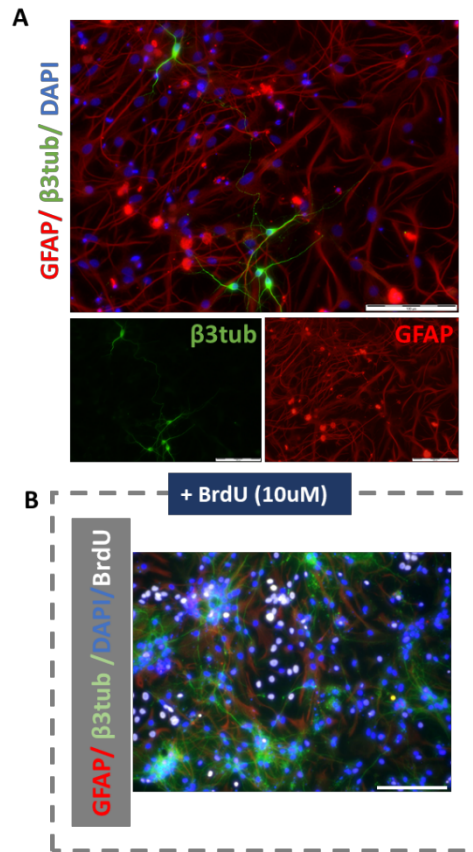 A
GFAP/ β3tub/ DAPI
β3tub
GFAP
+ BrdU (10uM)
B
GFAP/ β3tub /DAPI/BrdU